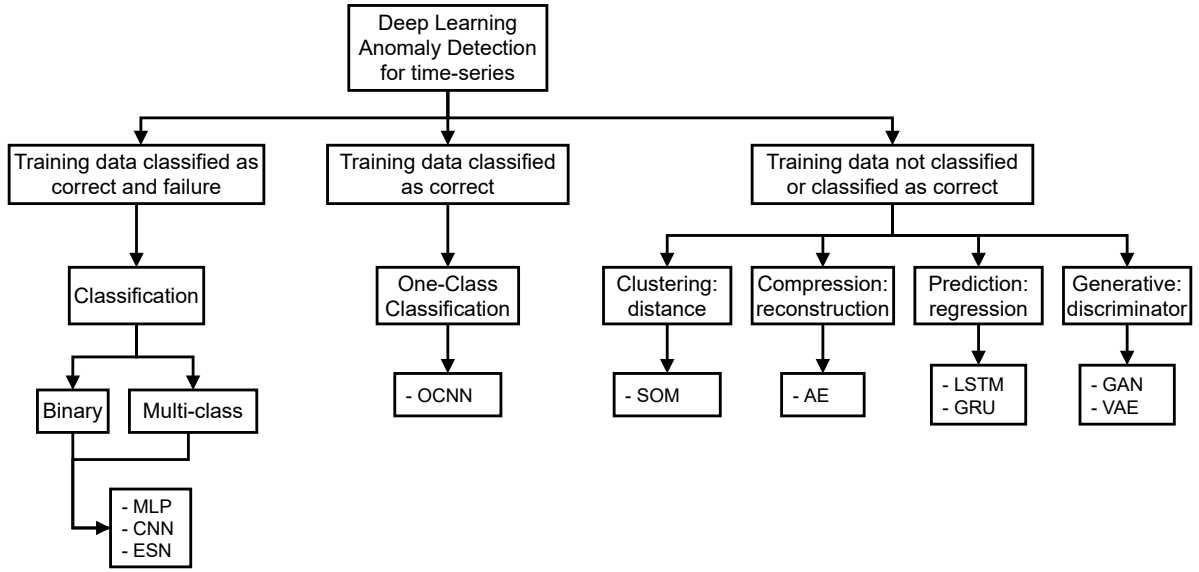 Deep Learning
Anomaly Detection
for time-series
Training data classified as
correct and failure
Training data classified
as correct
Training data not classified
or classified as correct
Classification
One-Class
Classification
Clustering:
distance
Compression:
reconstruction
Prediction:
regression
Generative:
discriminator
Binary
Multi-class
- OCNN
- SOM
- AE
- LSTM
- GRU
- GAN
- VAE
- MLP
- CNN
- ESN